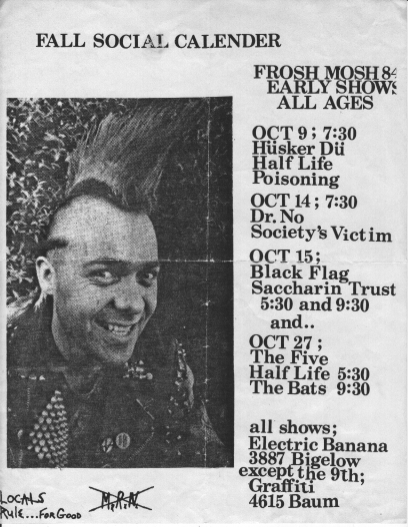 FALL SOCIAL CALENDER
FROSH MOSH 84
EARLY SHOWS
ALL AGES
OCT 9 ; 7:30
Hüsker Dü
Half Life
Poisoning
OCT 14 ; 7:30
Dr. No
Society's Victim
OCT 15 ;
Black Flag
Saccharin Trust
5:30 and 9:30
and..
OCT 27 ;
The Five
Half Life 5:30
The Bats 9:30
all shows;
Electric Banana
3887 Bigelow
except the 9th;
Graffiti
4615 Baum
LOCALS
RULE...FOR GOOD
M.R.N.